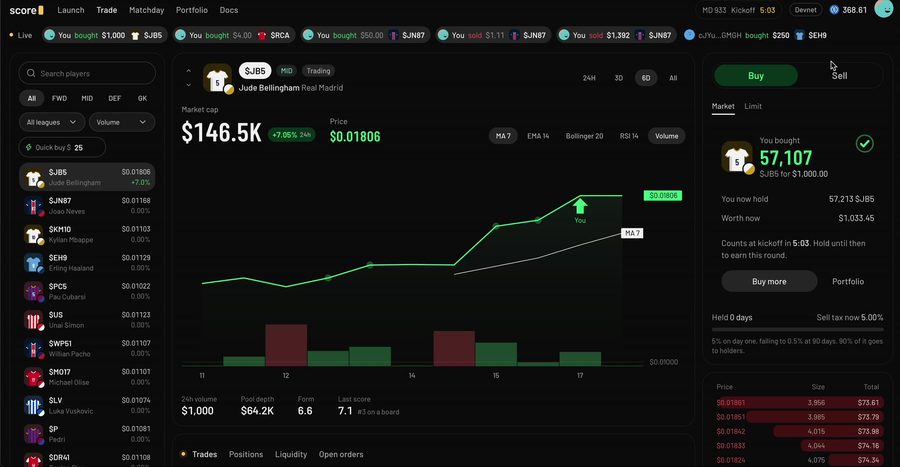 score
Launch
Trade
Matchday
Portfolio
Docs
MD 933 Kickoff 5:03
Devnet
368.61
Live
You bought $1,000 $JB5
You bought $4.00 $RCA
You bought $50.00 $JN87
You sold $1.11 $JN87
You sold $1,392 $JN87
cJYu...GMGH bought $250 $EH9
Search players
All
FWD
MID
DEF
GK
All leagues
Volume
Quick buy $ 25
$JB5 $0.01806
Jude Bellingham +7.0%
$JN87 $0.01168
Joao Neves 0.00%
$KM10 $0.01103
Kylian Mbappe 0.00%
$EH9 $0.01129
Erling Haaland 0.00%
$PC5 $0.01022
Pau Cubarsi 0.00%
$US $0.01123
Unai Simon 0.00%
$WP51 $0.01107
Willian Pacho 0.00%
$MO17 $0.01101
Michael Olise 0.00%
$LV $0.01074
Luka Vuskovic 0.00%
$P $0.01081
Pedri 0.00%
$DR41 $0.01108
5
$JB5
MID
Trading
Jude Bellingham Real Madrid
24H
3D
6D
All
Market cap
$146.5K
+7.05% 24h
Price
$0.01806
MA 7
EMA 14
Bollinger 20
RSI 14
Volume
$0.01806
You
MA 7
$0.01000
11
12
14
15
17
24h volume
$1,000
Pool depth
$64.2K
Form
6.6
Last score
7.1 #3 on a board
Trades
Positions
Liquidity
Open orders
Buy
Sell
Market
Limit
5
You bought
57,107
$JB5 for $1,000.00
You now hold 57,213 $JB5
Worth now $1,033.45
Counts at kickoff in 5:03. Hold until then
to earn this round.
Buy more
Portfolio
Held 0 days Sell tax now 5.00%
5% on day one, falling to 0.5% at 90 days. 90% of it goes
to holders.
Price Size Total
$0.01861 3,956 $73.61
$0.01851 3,985 $73.79
$0.01842 4,015 $73.98
$0.01833 4,044 $74.16
$0.01824 4,075 $74.34